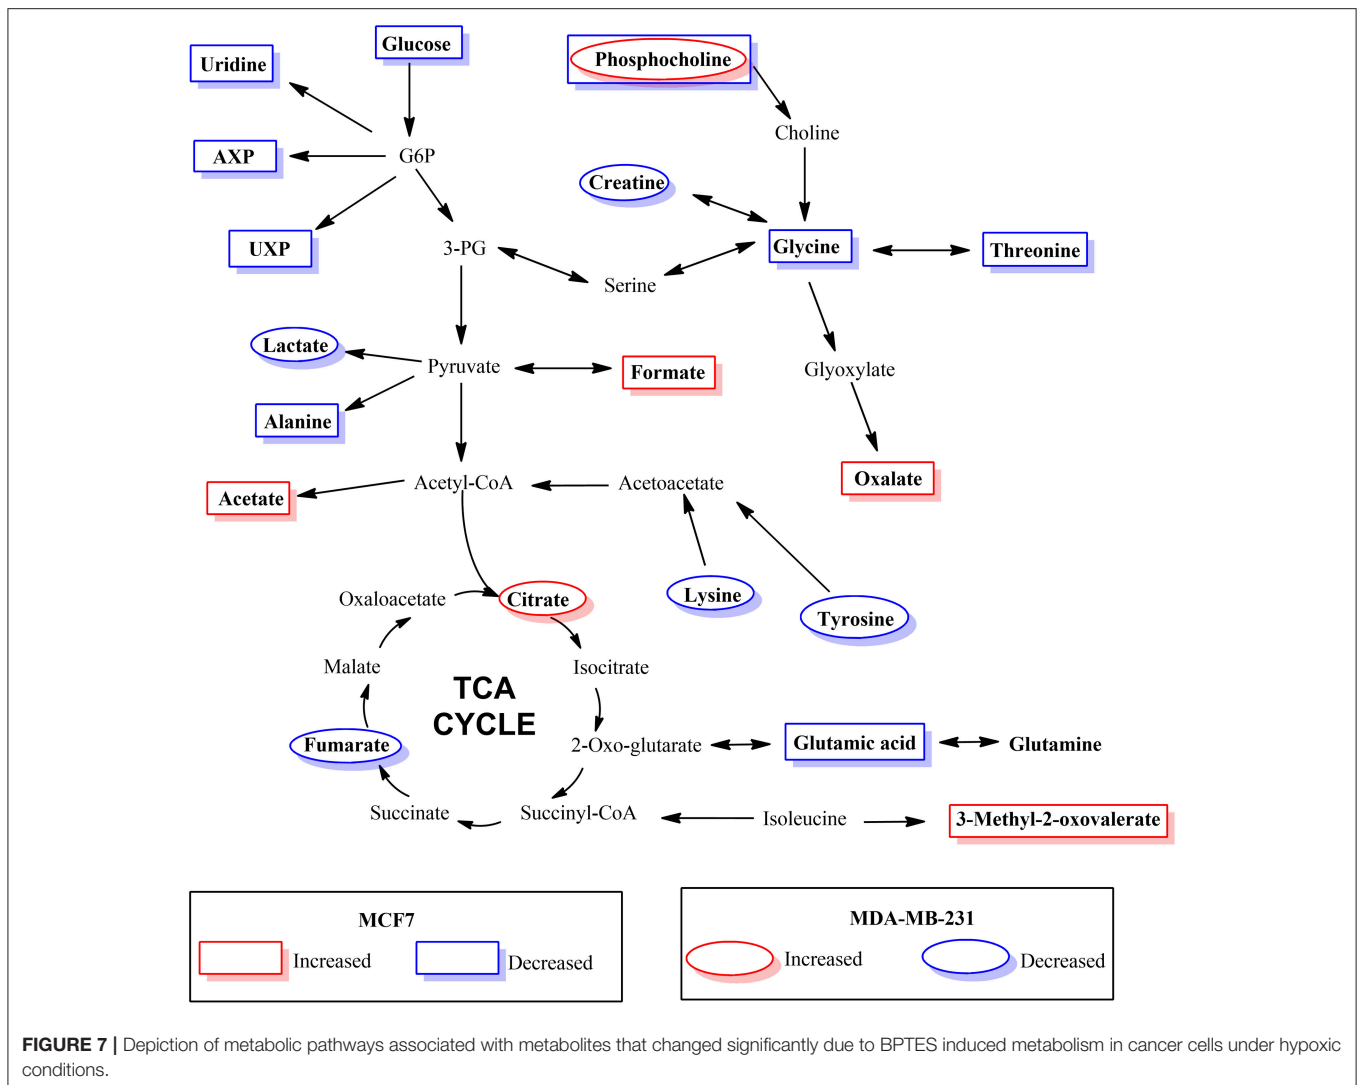 Glucose
Uridine
Phosphocholine
Choline
AXP
G6P
Creatine
UXP
3-PG
Glycine
Threonine
Serine
Lactate
Pyruvate
Formate
Glyoxylate
Alanine
Acetyl-CoA
Acetoacetate
Oxalate
Acetate
Oxaloacetate
Citrate
Lysine
Tyrosine
Malate
Isocitrate
TCA
CYCLE
Fumarate
2-Oxo-glutarate
Glutamic acid
Glutamine
Succinate
Succinyl-CoA
Isoleucine
3-Methyl-2-oxovalerate
MCF7
Increased
Decreased
MDA-MB-231
Increased
Decreased
FIGURE 7 | Depiction of metabolic pathways associated with metabolites that changed significantly due to BPTES induced metabolism in cancer cells under hypoxic
conditions.